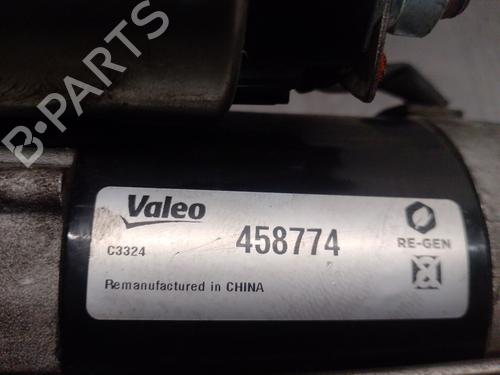 B-PARTS
Valeo
C3324
458774
RE-GEN
Remanufactured in CHINA